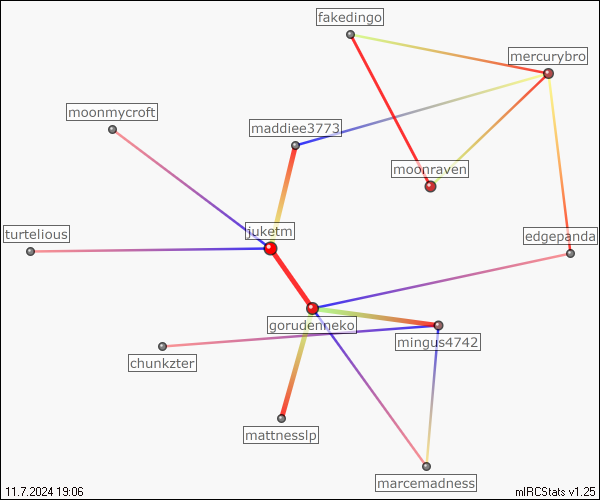 fakedingo
mercurybro
moonmycroft
maddiee3773
moonraven
turtelious
juketm
edgepanda
gorudenneko
mingus4742
chunkzter
mattnesslp
marcemadness
11.7.2024 19:06
mIRCStats v1.25